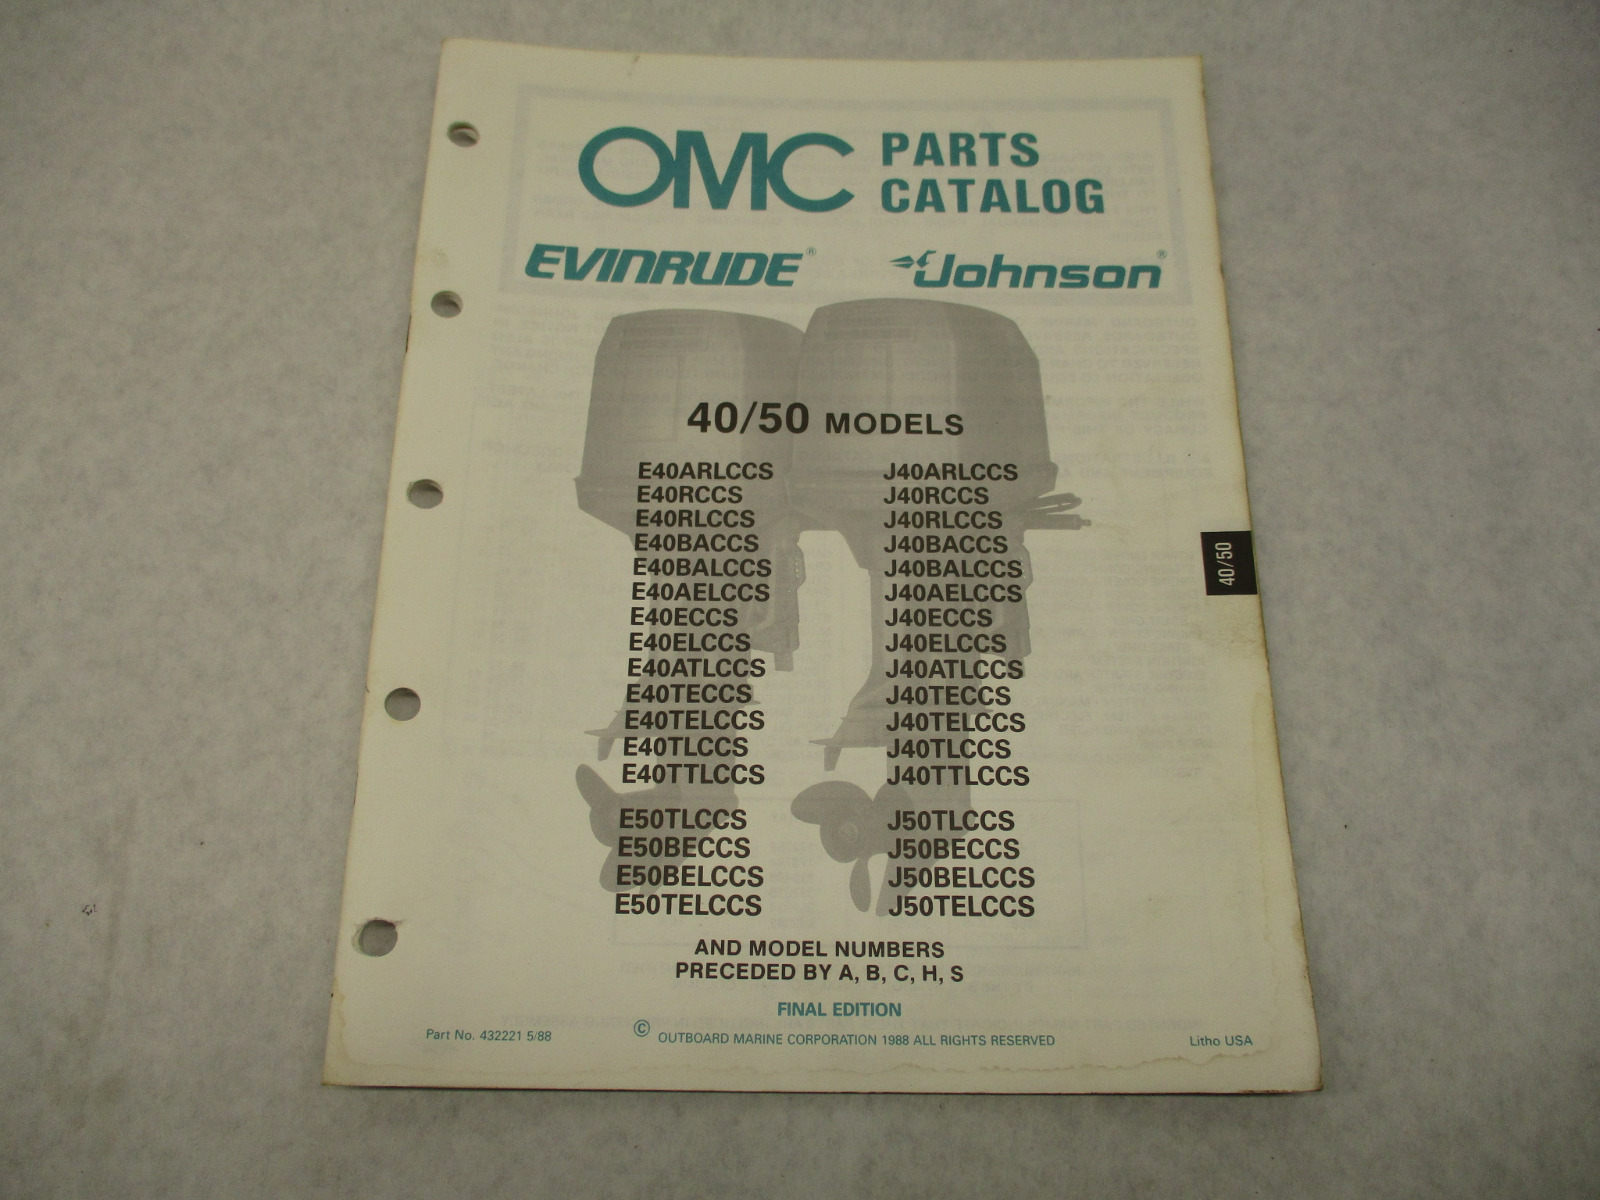 OMC PARTS
CATALOG
EVINRUDE® Johnson®
40/50 MODELS
E40ARLCCS J40ARLCCS
E40RCCS J40RCCS
E40RLCCS J40RLCCS
E40BACCS J40BACCS
E40BALCCS J40BALCCS
E40AELCCS J40AELCCS
E40ECCS J40ECCS
E40ELCCS J40ELCCS
E40ATLCCS J40ATLCCS
E40TECCS J40TECCS
E40TELCCS J40TELCCS
E40TLCCS J40TLCCS
E40TTLCCS J40TTLCCS
E50TLCCS J50TLCCS
E50BECCS J50BECCS
E50BELCCS J50BELCCS
E50TELCCS J50TELCCS
40/50
AND MODEL NUMBERS
PRECEDED BY A, B, C, H, S
FINAL EDITION
Part No. 432221 5/88 © OUTBOARD MARINE CORPORATION 1988 ALL RIGHTS RESERVED Litho USA